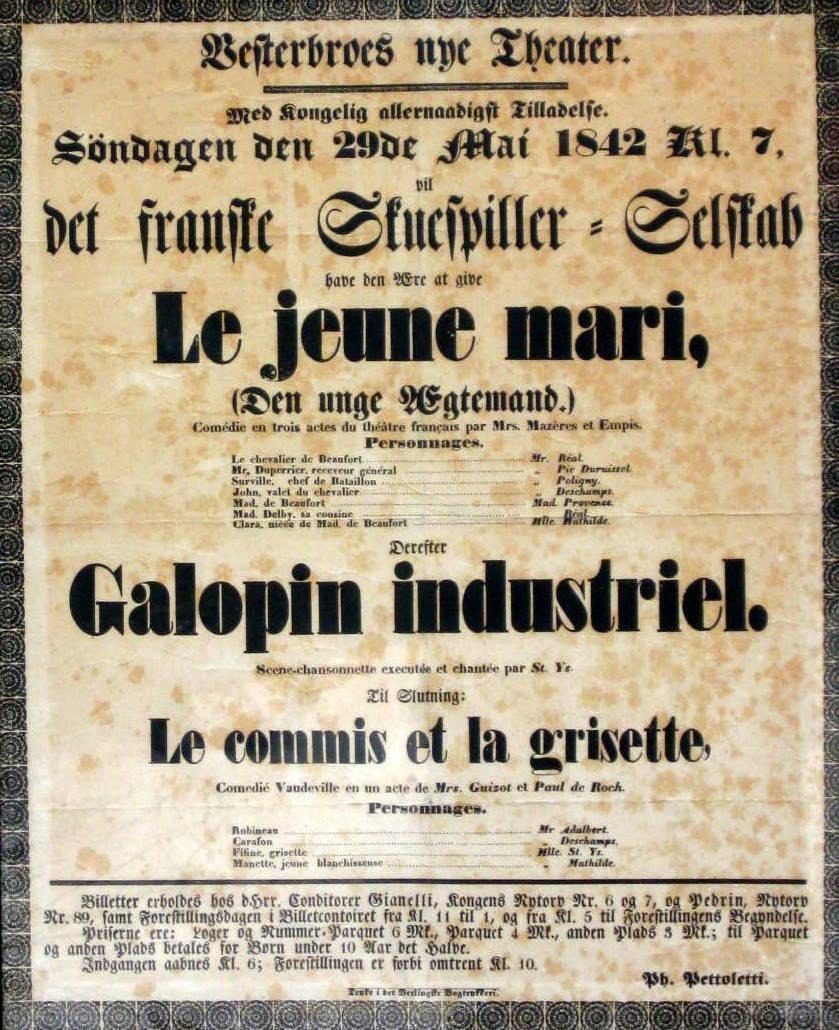 Vesterbroes nye Theater.
Med Kongelig allernaadigst Tilladelse.
Söndagen den 29de Mai 1842 Kl. 7,
vil
det franske Skuespiller = Selskab
have den Ære at give
Le jeune mari,
(Den unge Ægtemand.)
Comédie en trois actes du théâtre français par Mrs. Mazères et Empis.
Personnages.
Le chevalier de Beaufort Mr. Réal.
Mr, Duperrier, receveur général „ Pic Duruissel.
Surville, chef de Bataillon „ Poligny.
John, valet du chevalier „ Deschamps.
Mad. de Beaufort Mad. Provence.
Mad. Delby, sa cousine „ Réal.
Clara, nièce de Mad. de Beaufort Mlle. Mathilde.
Derefter
Galopin industriel.
Scene-chansonnette executée et chantée par St. Ys.
Til Slutning:
Le commis et la grisette,
Comedié Vaudeville en un acte de Mrs. Guizot et Paul de Roch.
Personnages.
Robineau Mr Adalbert.
Carafon „ Deschamps.
Fifine, grisette Mlle. St. Ys.
Manette, jeune blanchisseuse „ Mathilde.
Billetter erholdes hos dHrr. Conditorer Gianelli, Kongens Nytorv Nr. 6 og 7, og Pedrin, Nytorv
Nr. 89, samt Forestillingsdagen i Billetcontoiret fra Kl. 11 til 1, og fra Kl. 5 til Forestillingens Begyndelse.
Priserne ere: Loger og Nummer-Parquet 6 Mk., Parquet 4 Mk., anden Plads 3 Mk.; til Parquet
og anden Plads betales for Børn under 10 Aar det Halve.
Indgangen aabnes Kl. 6; Forestillingen er forbi omtrent Kl. 10.
Ph. Pettoletti.
Trykt i det Berlingske Bogtrykkeri.